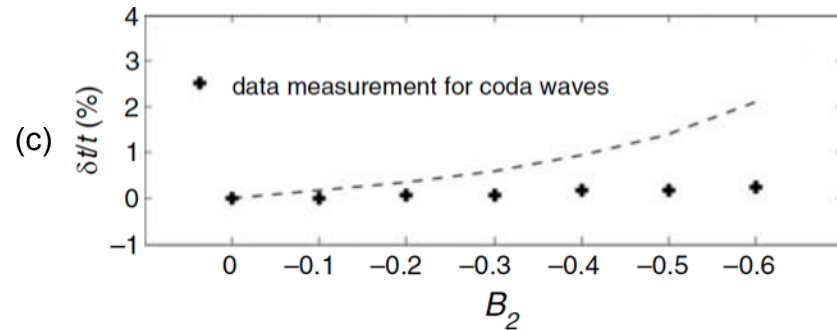 4
3
data measurement for coda waves
2
(c)
δt/t (%)
1
0
−1
0 −0.1 −0.2 −0.3 −0.4 −0.5 −0.6
B2